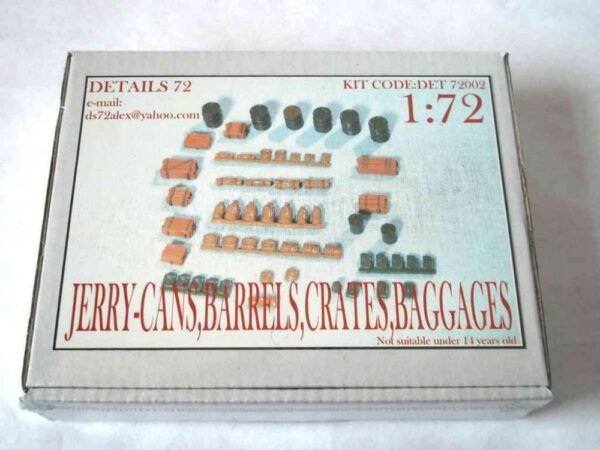 DETAILS 72
e-mail:
ds72alex@yahoo.com
KIT CODE:DET 72002
1:72
JERRY-CANS,BARRELS,CRATES,BAGGAGES
Not suitable under 14 years old